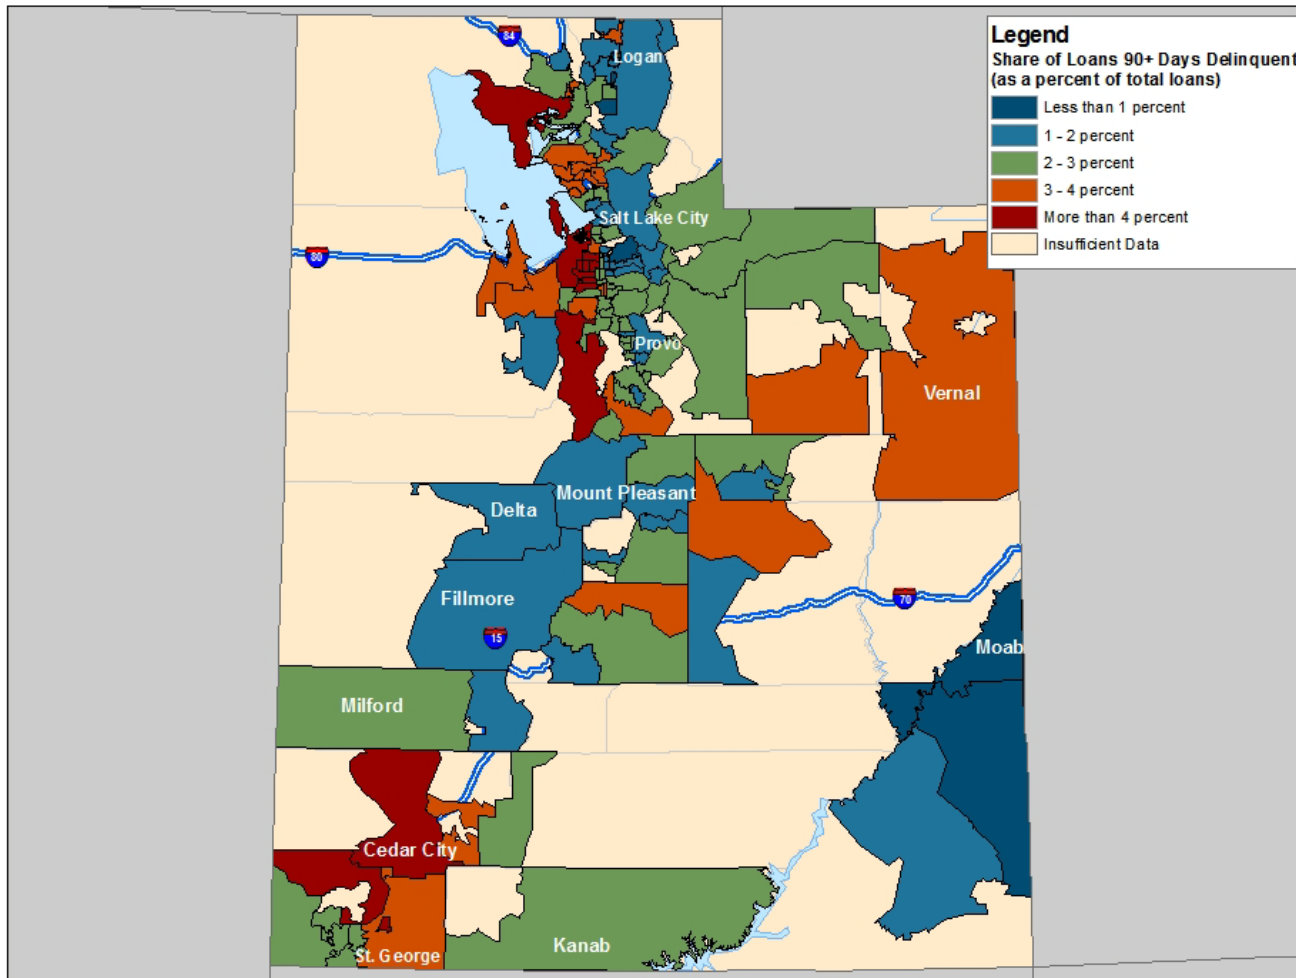 Legend
Share of Loans 90+ Days Delinquent
(as a percent of total loans)
Less than 1 percent
1 - 2 percent
2 - 3 percent
3 - 4 percent
More than 4 percent
Insufficient Data
84
Logan
Salt Lake City
80
Provo
Vernal
Mount Pleasant
Delta
Fillmore
70
15
Moab
Milford
Cedar City
Kanab
St. George